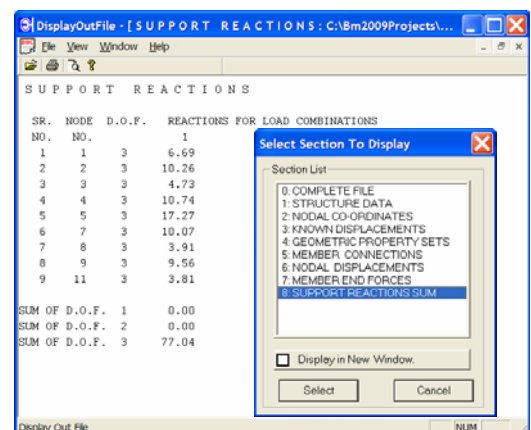 DisplayOutFile - [ S U P P O R T   R E A C T I O N S : C:\Bm2009Projects\...
File View Window Help
S U P P O R T   R E A C T I O N S
SR. NODE D.O.F. REACTIONS FOR LOAD COMBINATIONS
NO. NO. 1
1 1 3 6.69
2 2 3 10.26
3 3 3 4.73
4 4 3 10.74
5 5 3 17.27
6 7 3 10.07
7 8 3 3.91
8 9 3 9.56
9 11 3 3.81
SUM OF D.O.F. 1 0.00
SUM OF D.O.F. 2 0.00
SUM OF D.O.F. 3 77.04
Select Section To Display
Section List
0: COMPLETE FILE
1: STRUCTURE DATA
2: NODAL CO-ORDINATES
3: KNOWN DISPLACEMENTS
4: GEOMETRIC PROPERTY SETS
5: MEMBER CONNECTIONS
6: NODAL DISPLACEMENTS
7: MEMBER END FORCES
8: SUPPORT REACTIONS SUM
Display in New Window.
Select Cancel
Display Out File NUM